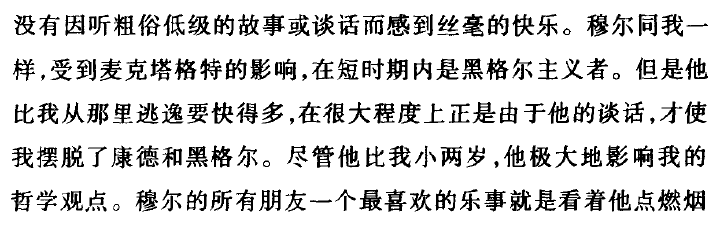 没有因听粗俗低级的故事或谈话而感到丝毫的快乐。穆尔同我一
样,受到麦克塔格特的影响,在短时期内是黑格尔主义者。但是他
比我从那里逃逸要快得多,在很大程度上正是由于他的谈话,才使
我摆脱了康德和黑格尔。尽管他比我小两岁,他极大地影响我的
哲学观点。穆尔的所有朋友一个最喜欢的乐事就是看着他点燃烟